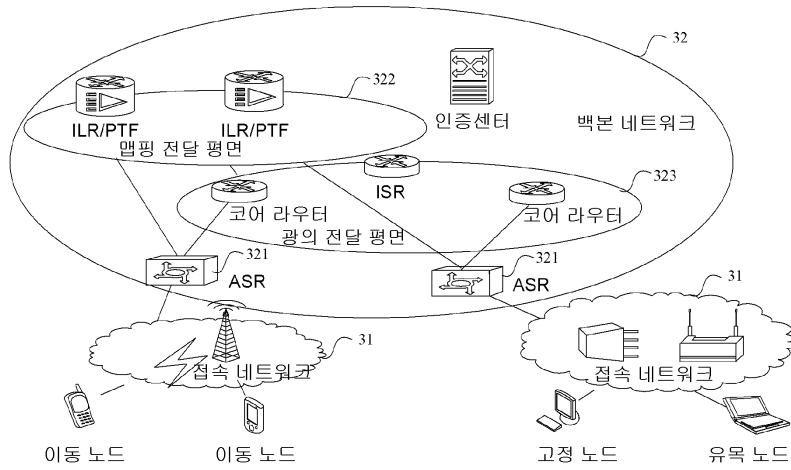 32
322
ILR/PTF
ILR/PTF
맵핑 전달 평면
인증센터
백본 네트워크
ISR
323
코어 라우터
코어 라우터
광의 전달 평면
321
ASR
321
ASR
31
31
접속 네트워크
접속 네트워크
이동 노드
이동 노드
고정 노드
유목 노드